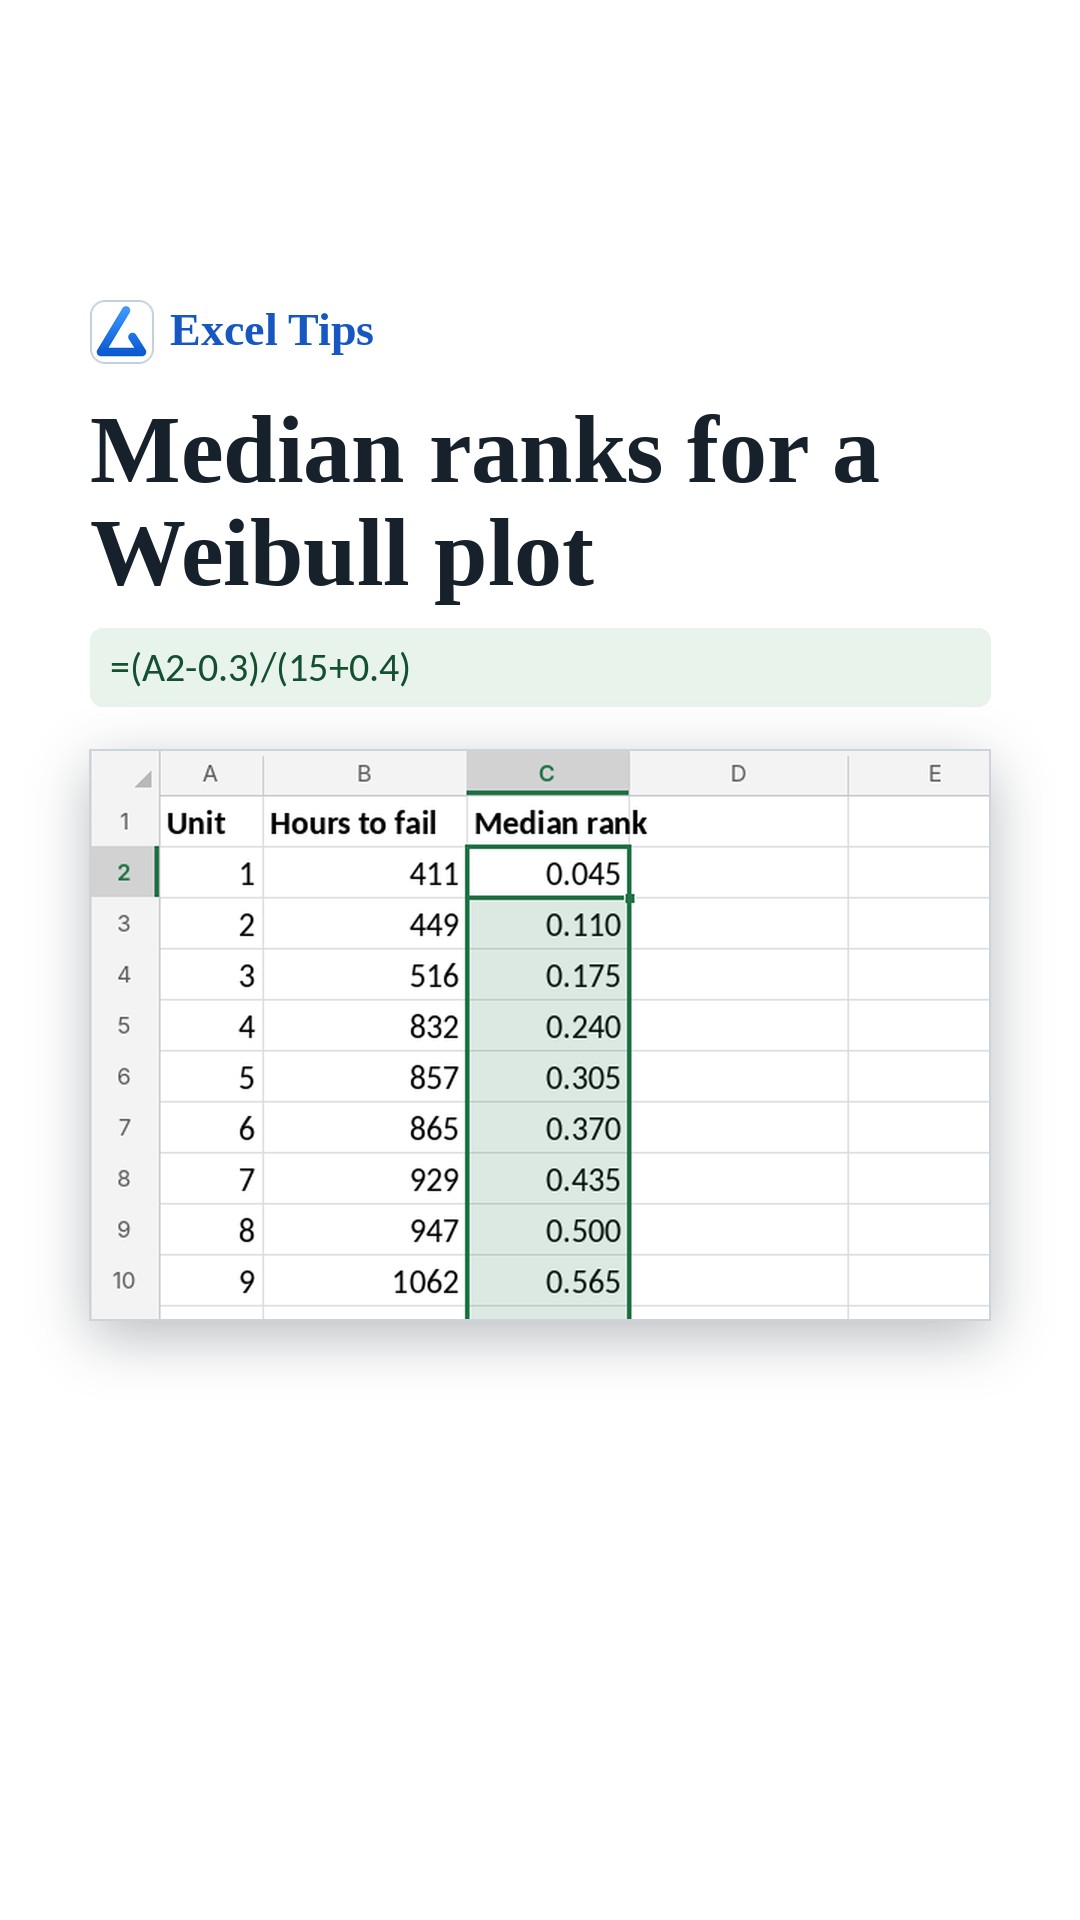 Excel Tips
Median ranks for a
Weibull plot
=(A2-0.3)/(15+0.4)
A B C D E
1 Unit Hours to fail Median rank
2 1 411 0.045
3 2 449 0.110
4 3 516 0.175
5 4 832 0.240
6 5 857 0.305
7 6 865 0.370
8 7 929 0.435
9 8 947 0.500
10 9 1062 0.565